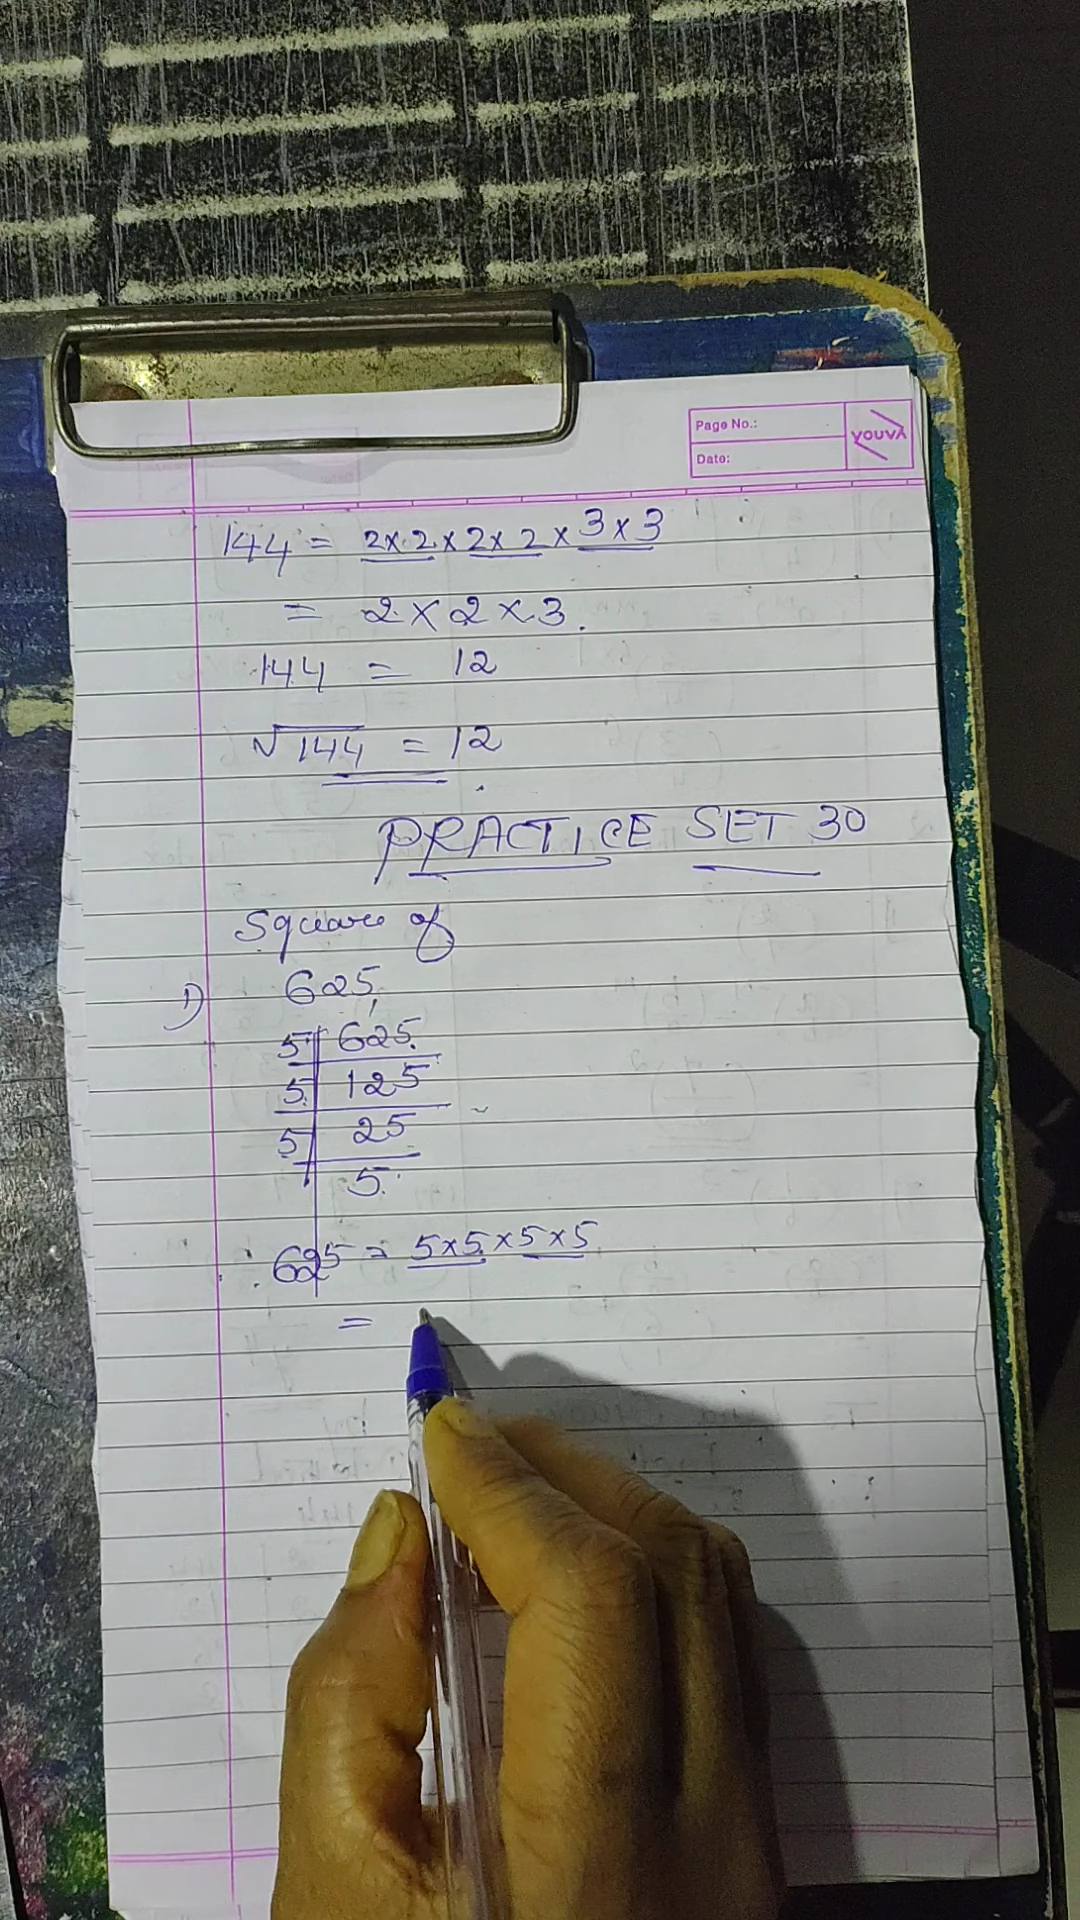 Page No.:
Date:
YOUVA
144 = 2×2×2×2×3×3
= 2×2×3.
144 = 12
√144 = 12
PRACTICE SET 30
Square of
1) 625
5 | 625
5 | 125
5 | 25
5
∴ 625 = 5×5×5×5
=